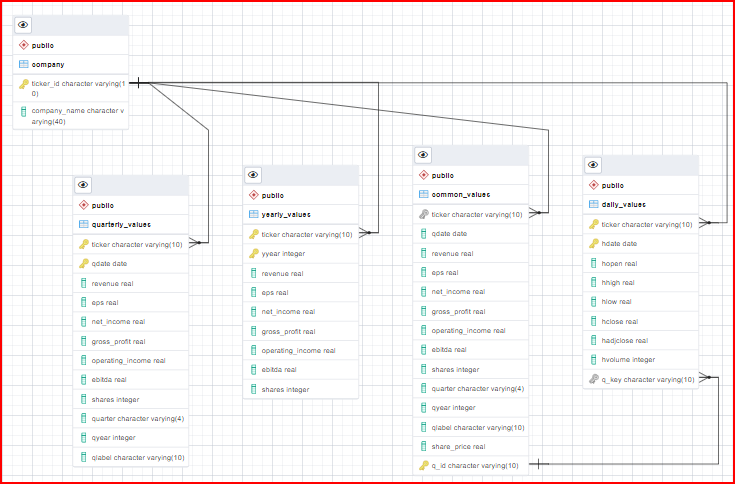 public
company
ticker_id character varying(1
0)
company_name character v
arying(40)
public
quarterly_values
ticker character varying(10)
qdate date
revenue real
eps real
net_income real
gross_profit real
operating_income real
ebitda real
shares integer
quarter character varying(4)
qyear integer
qlabel character varying(10)
public
yearly_values
ticker character varying(10)
yyear integer
revenue real
eps real
net_income real
gross_profit real
operating_income real
ebitda real
shares integer
public
common_values
ticker character varying(10)
qdate date
revenue real
eps real
net_income real
gross_profit real
operating_income real
ebitda real
shares integer
quarter character varying(4)
qyear integer
qlabel character varying(10)
share_price real
q_id character varying(10)
public
daily_values
ticker character varying(10)
hdate date
hopen real
hhigh real
hlow real
hclose real
hadjclose real
hvolume integer
q_key character varying(10)